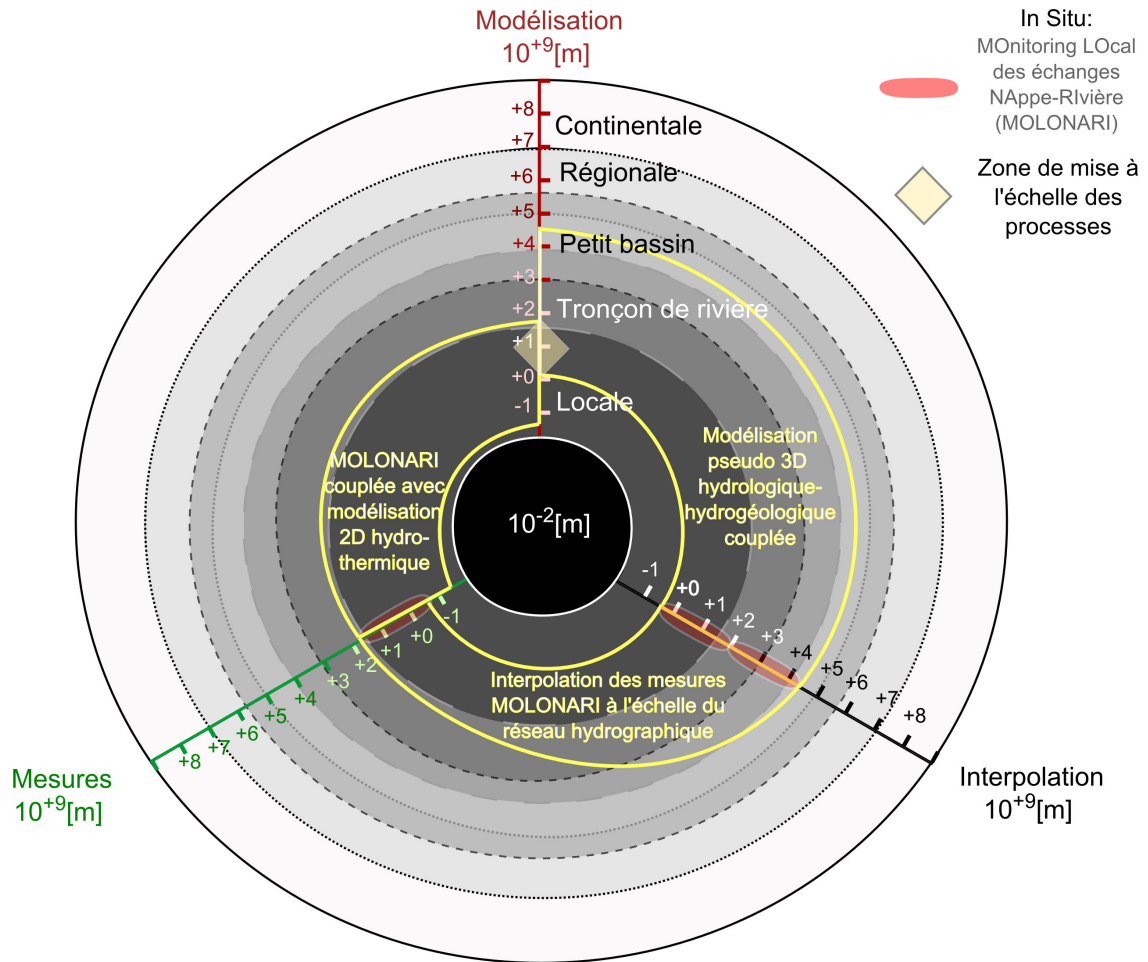 Modélisation
10+9[m]
In Situ:
MOnitoring LOcal
des échanges
NAppe-RIvière
(MOLONARI)
Zone de mise à
l'échelle des
processes
+8
Continentale
+7
+6
Régionale
+5
+4
Petit bassin
+3
+2
Tronçon de rivière
+1
+0
-1
Locale
MOLONARI
couplée avec
modélisation
2D hydro-
thermique
10-2[m]
Modélisation
pseudo 3D
hydrologique-
hydrogéologique
couplée
-1
+0
+1
+2
+3
+4
+5
+6
+7
+8
-1
+0
+1
+2
+3
+4
+5
+6
+7
+8
Interpolation des mesures
MOLONARI à l'échelle du
réseau hydrographique
Mesures
10+9[m]
Interpolation
10+9[m]